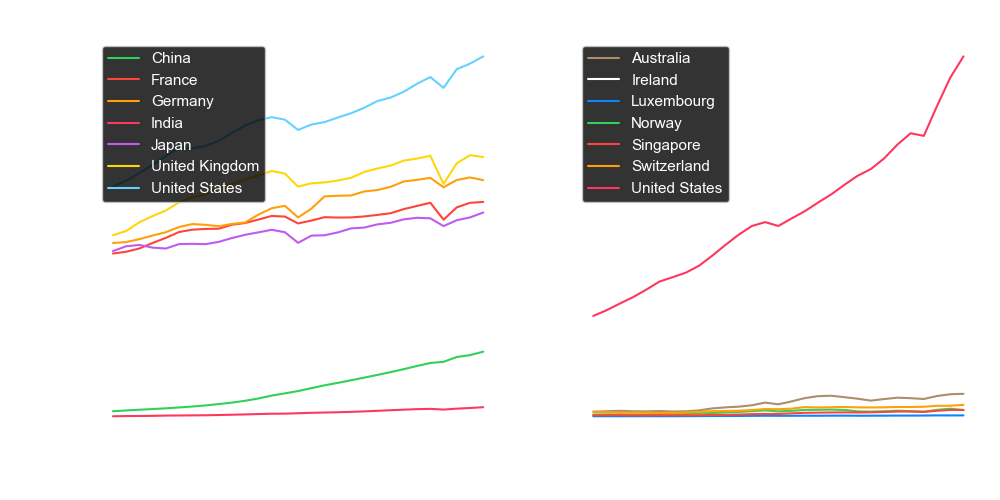 China
France
Germany
India
Japan
United Kingdom
United States
Australia
Ireland
Luxembourg
Norway
Singapore
Switzerland
United States